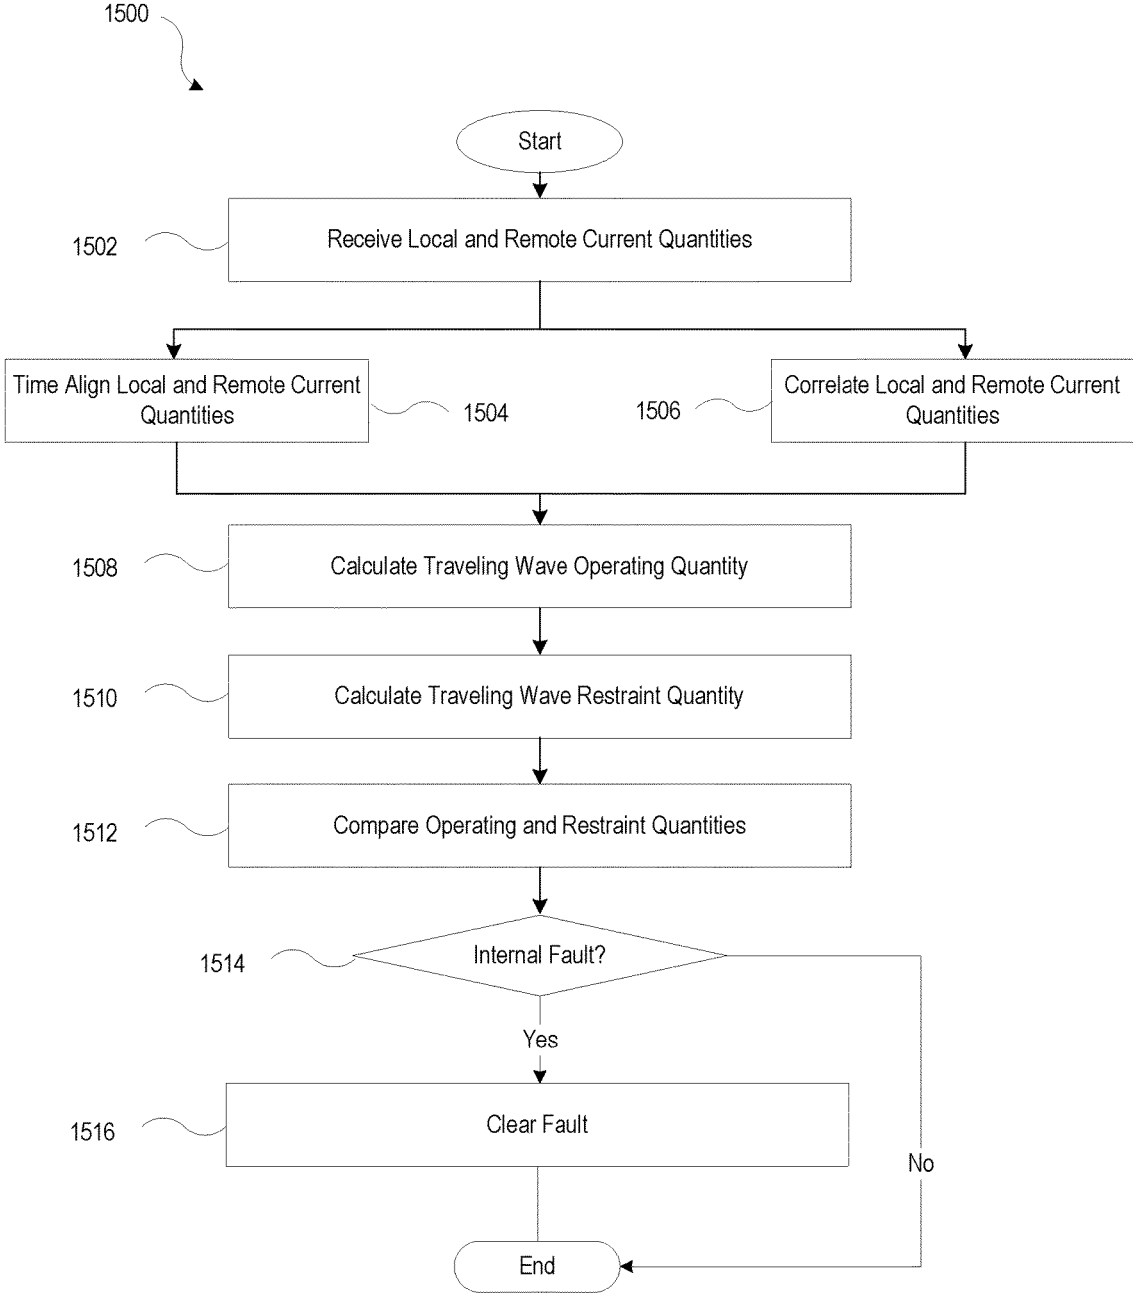 1500
Start
1502
Receive Local and Remote Current Quantities
Time Align Local and Remote Current
Quantities
1504
1506
Correlate Local and Remote Current
Quantities
1508
Calculate Traveling Wave Operating Quantity
1510
Calculate Traveling Wave Restraint Quantity
1512
Compare Operating and Restraint Quantities
1514
Internal Fault?
Yes
1516
Clear Fault
No
End